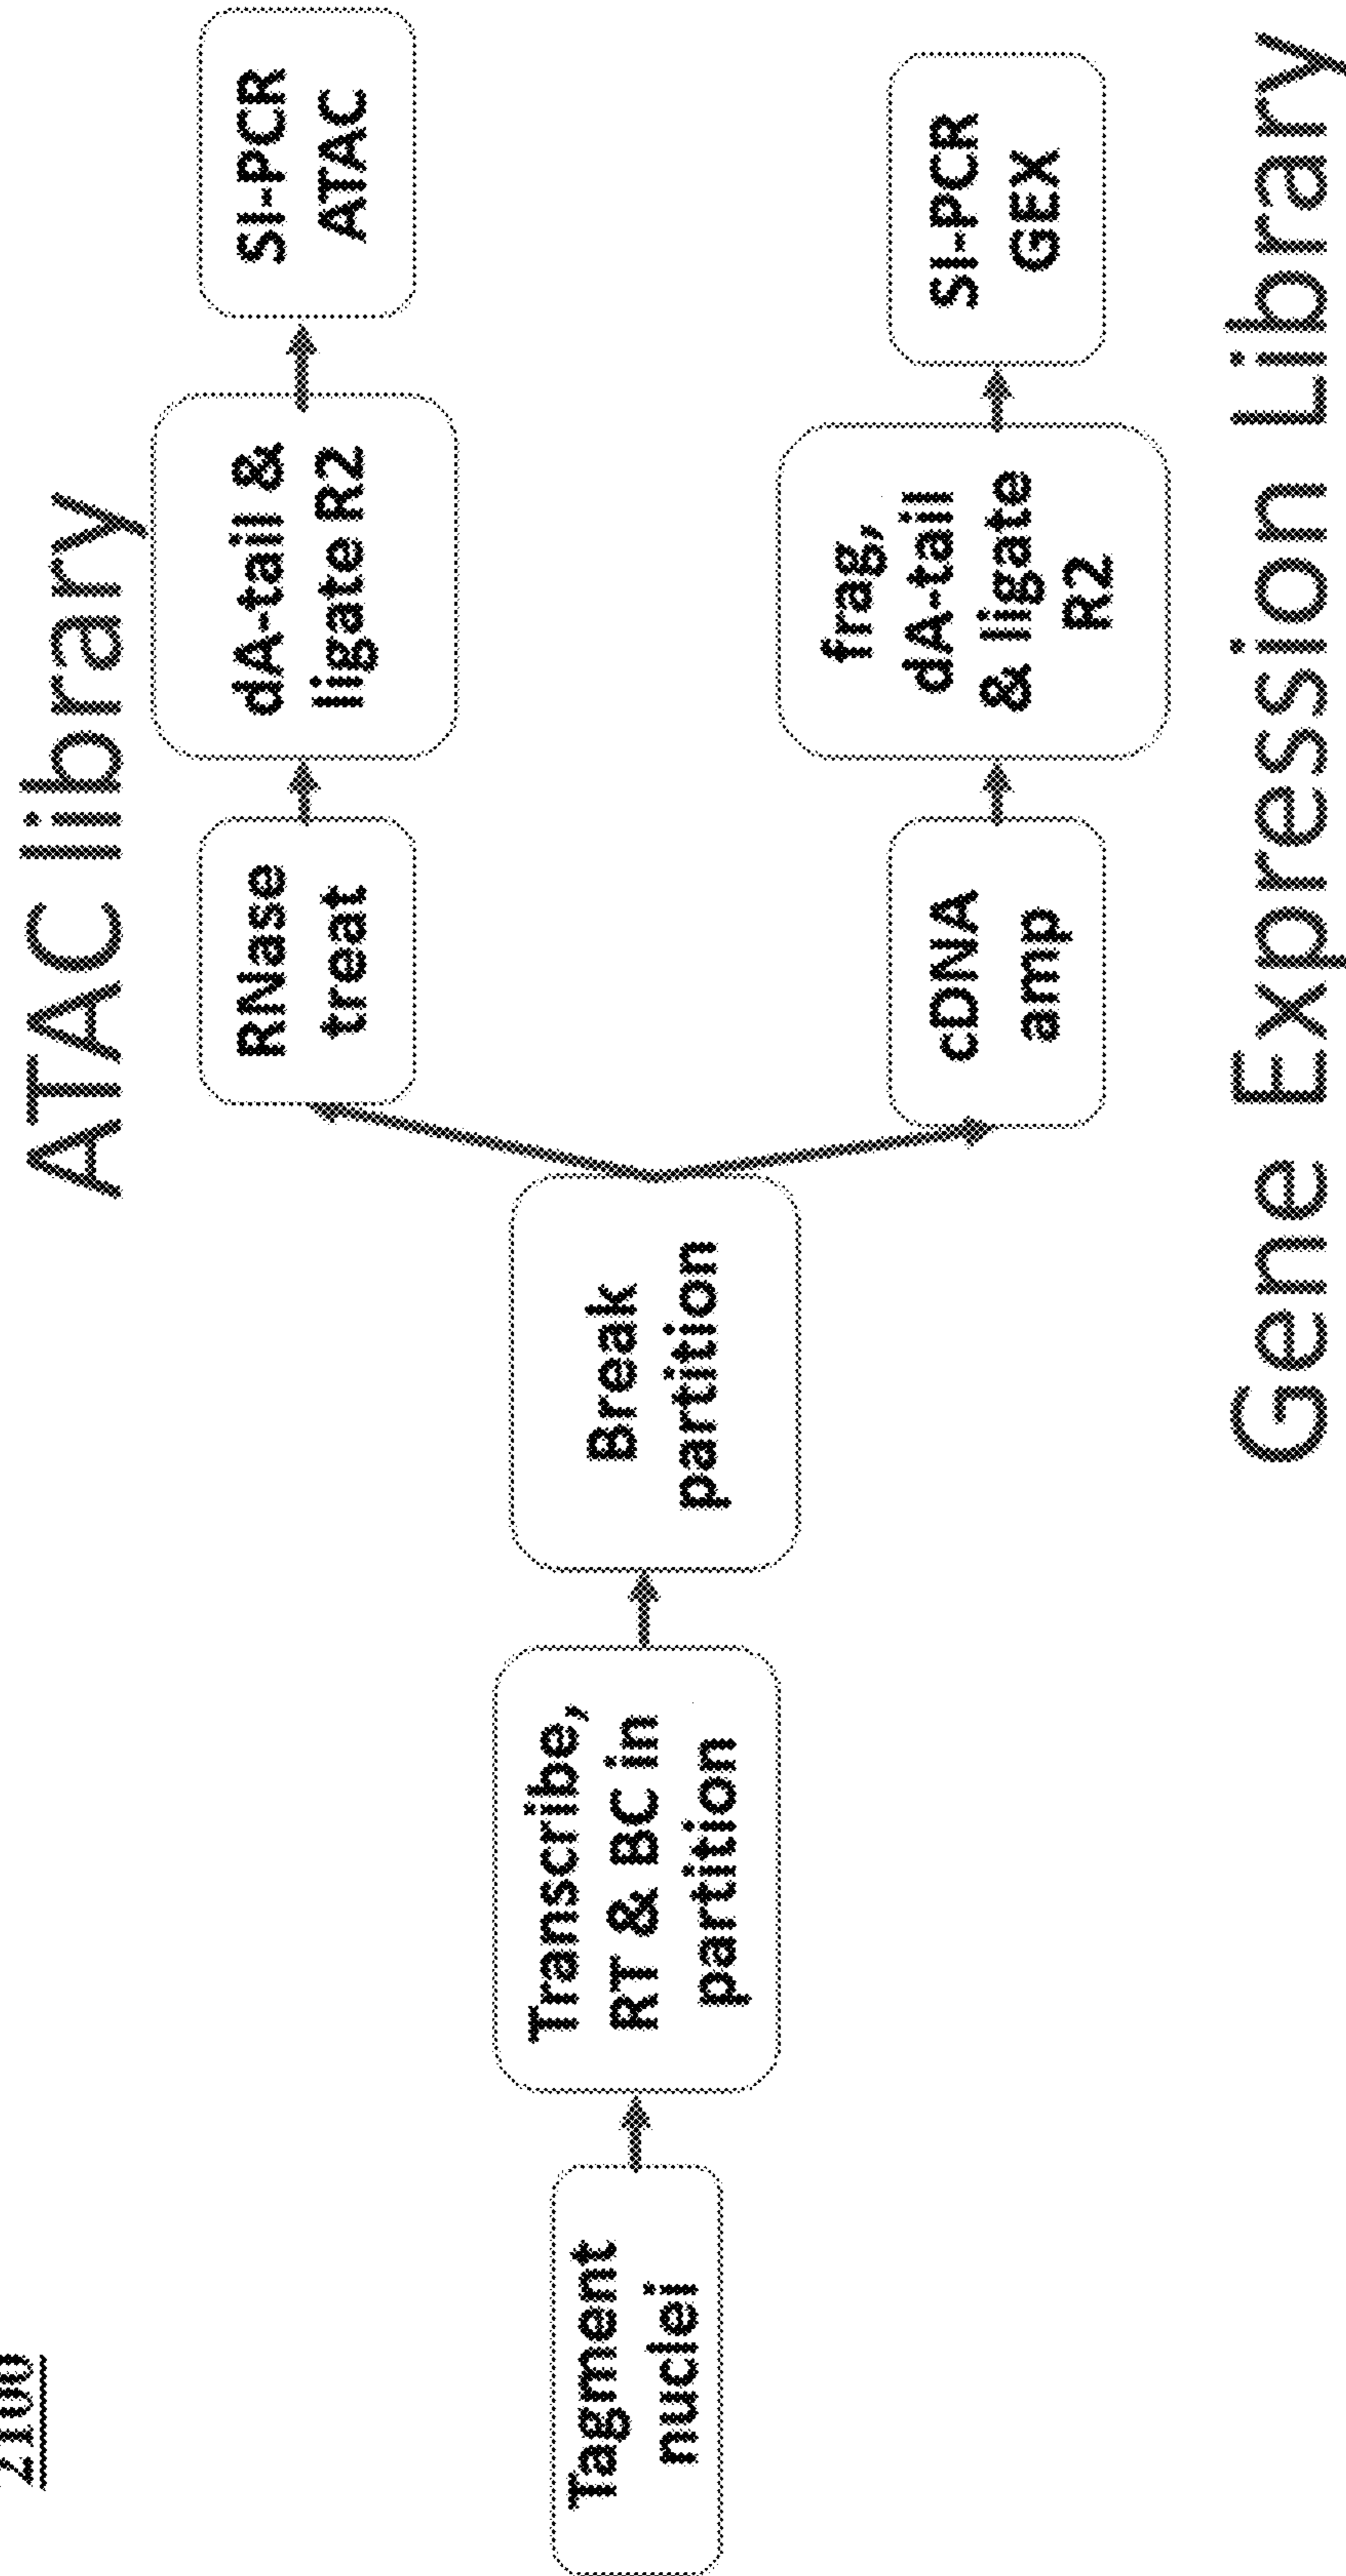 2100
ATAC library
Tagment
nuclei
Transcribe,
RT & BC in
partition
Break
partition
RNase
treat
dA-tail &
ligate R2
SI-PCR
ATAC
cDNA
amp
frag,
dA-tail
& ligate
R2
SI-PCR
GEX
Gene Expression Library